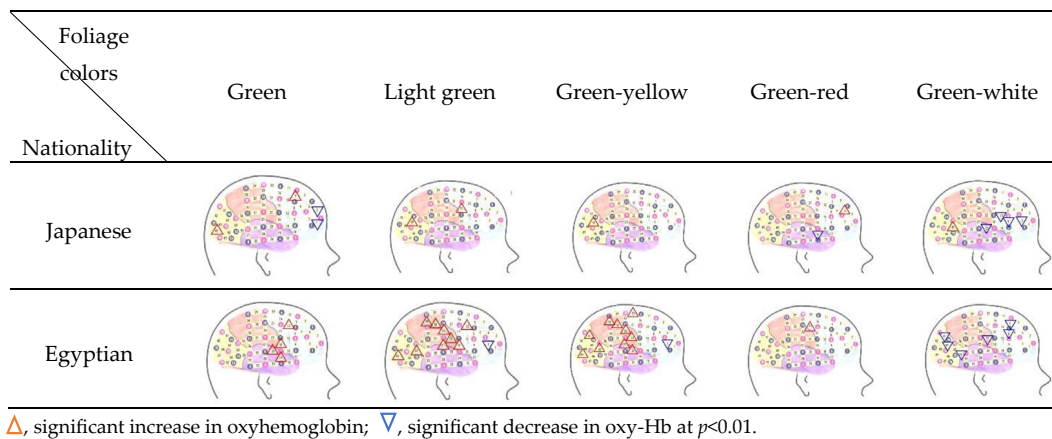 Foliage
colors
Nationality
Green
Light green
Green-yellow
Green-red
Green-white
Japanese
Egyptian
△, significant increase in oxyhemoglobin; ▽, significant decrease in oxy-Hb at p<0.01.